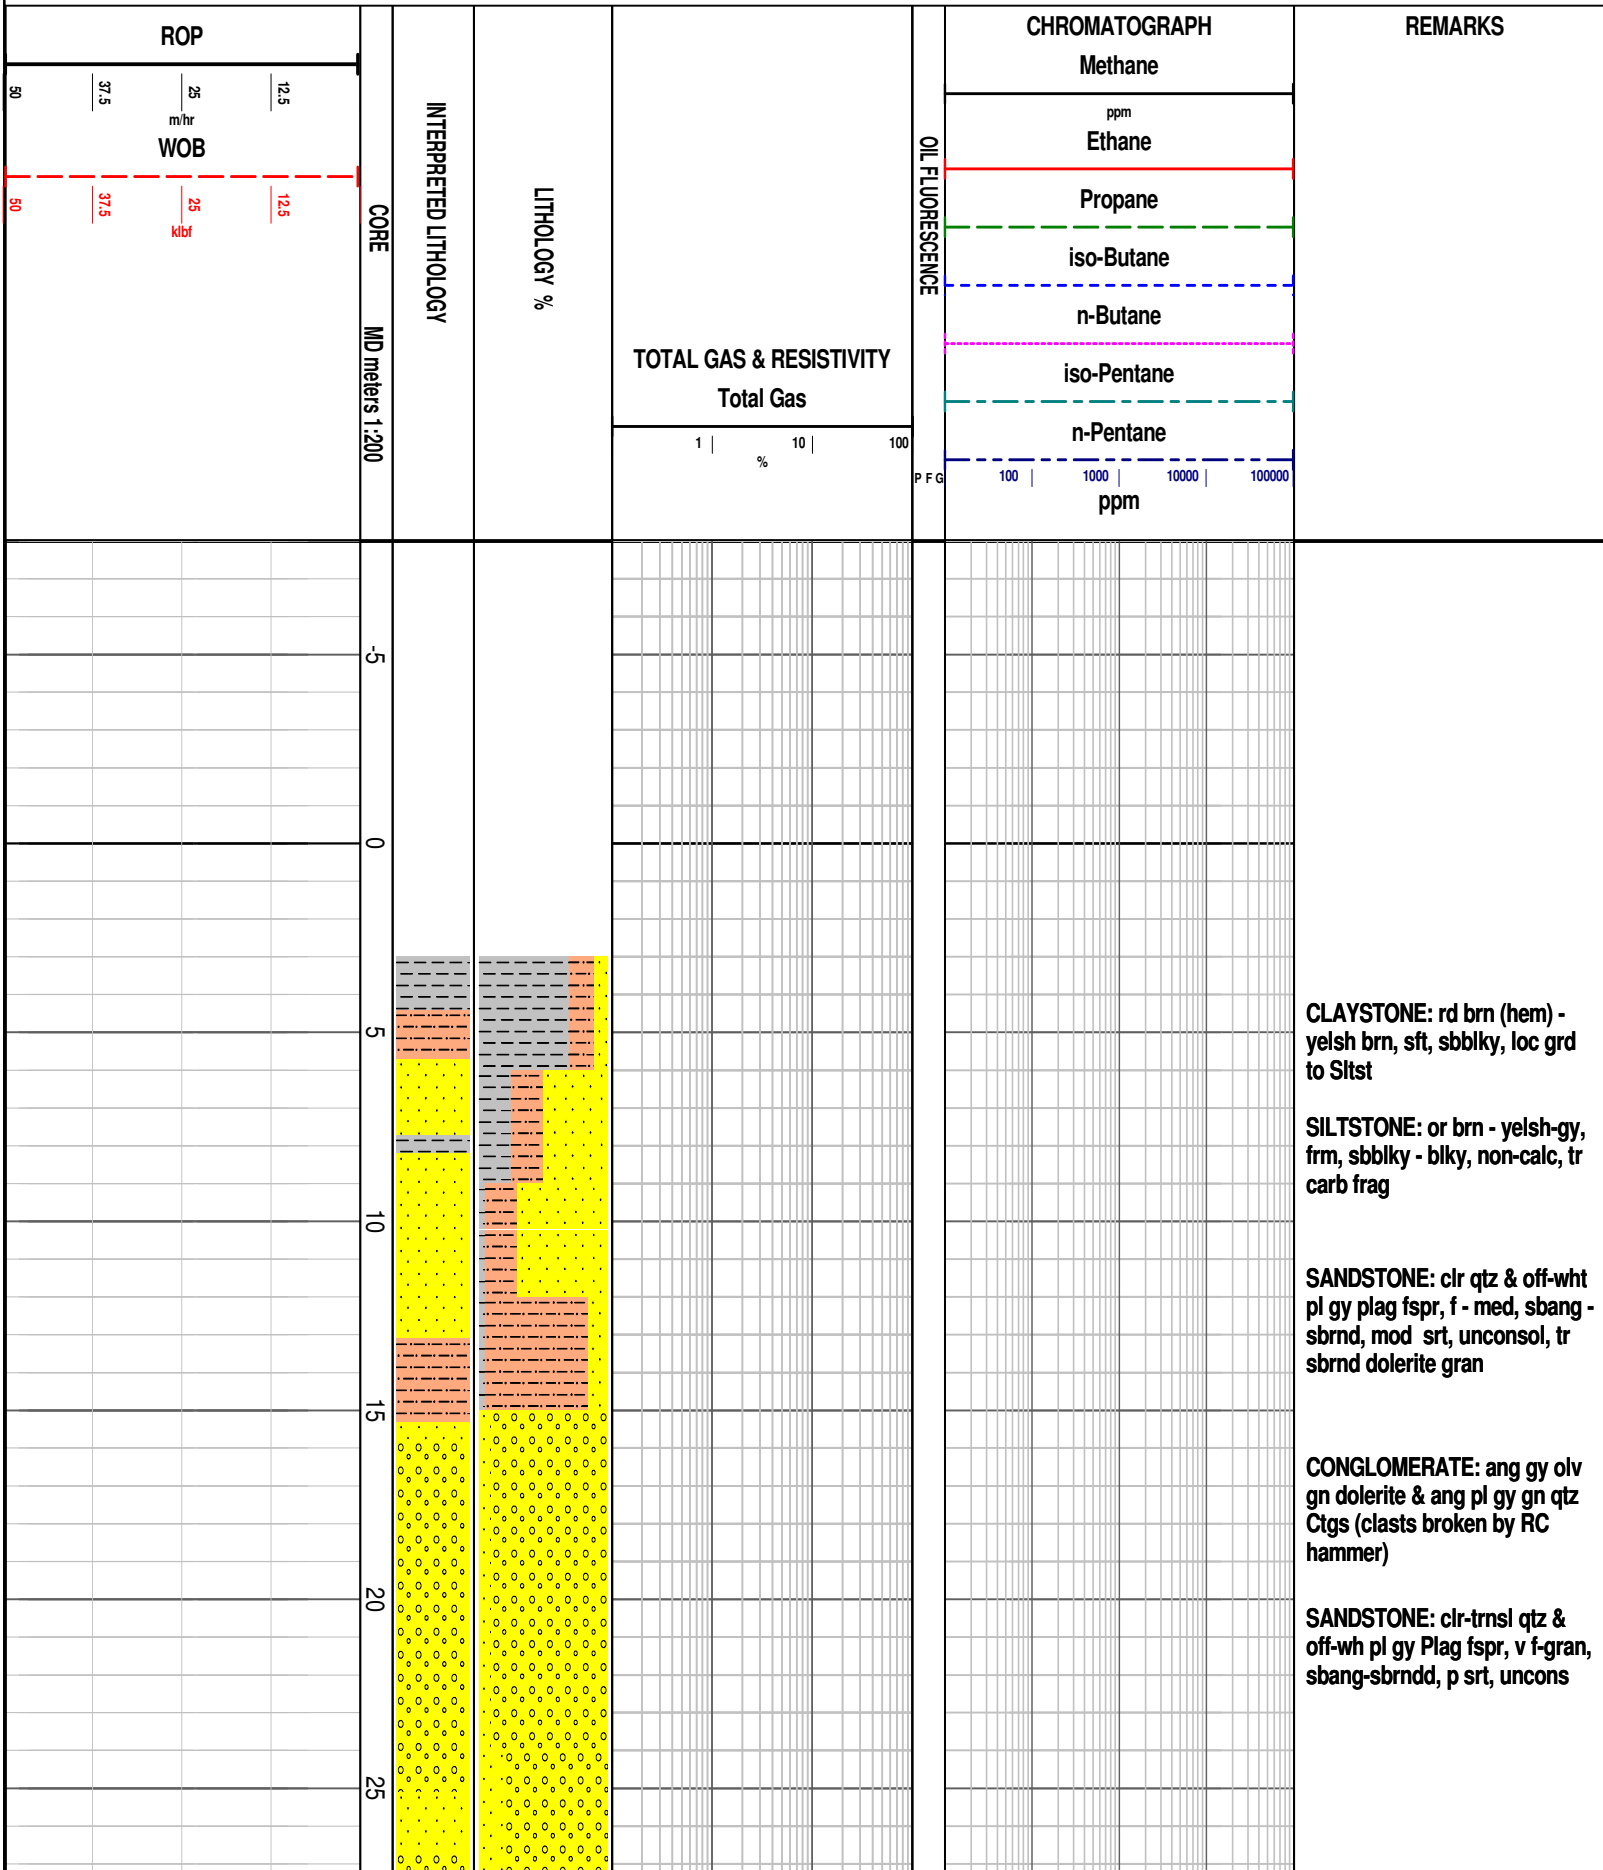 ROP
50 37.5 25 12.5
m/hr
WOB
50 37.5 25 12.5
klbf
CORE
MD meters 1:200
INTERPRETED LITHOLOGY
LITHOLOGY %
TOTAL GAS & RESISTIVITY
Total Gas
1 10 100
%
OIL FLUORESCENCE
P F G
CHROMATOGRAPH
Methane
ppm
Ethane
Propane
iso-Butane
n-Butane
iso-Pentane
n-Pentane
100 1000 10000 100000
ppm
REMARKS
-5
0
5
10
15
20
25
CLAYSTONE: rd brn (hem) -
yelsh brn, sft, sbblky, loc grd
to Sltst
SILTSTONE: or brn - yelsh-gy,
frm, sbblky - blky, non-calc, tr
carb frag
SANDSTONE: clr qtz & off-wht
pl gy plag fspr, f - med, sbang -
sbrnd, mod srt, unconsol, tr
sbrnd dolerite gran
CONGLOMERATE: ang gy olv
gn dolerite & ang pl gy gn qtz
Ctgs (clasts broken by RC
hammer)
SANDSTONE: clr-trnsl qtz &
off-wh pl gy Plag fspr, v f-gran,
sbang-sbrndd, p srt, uncons